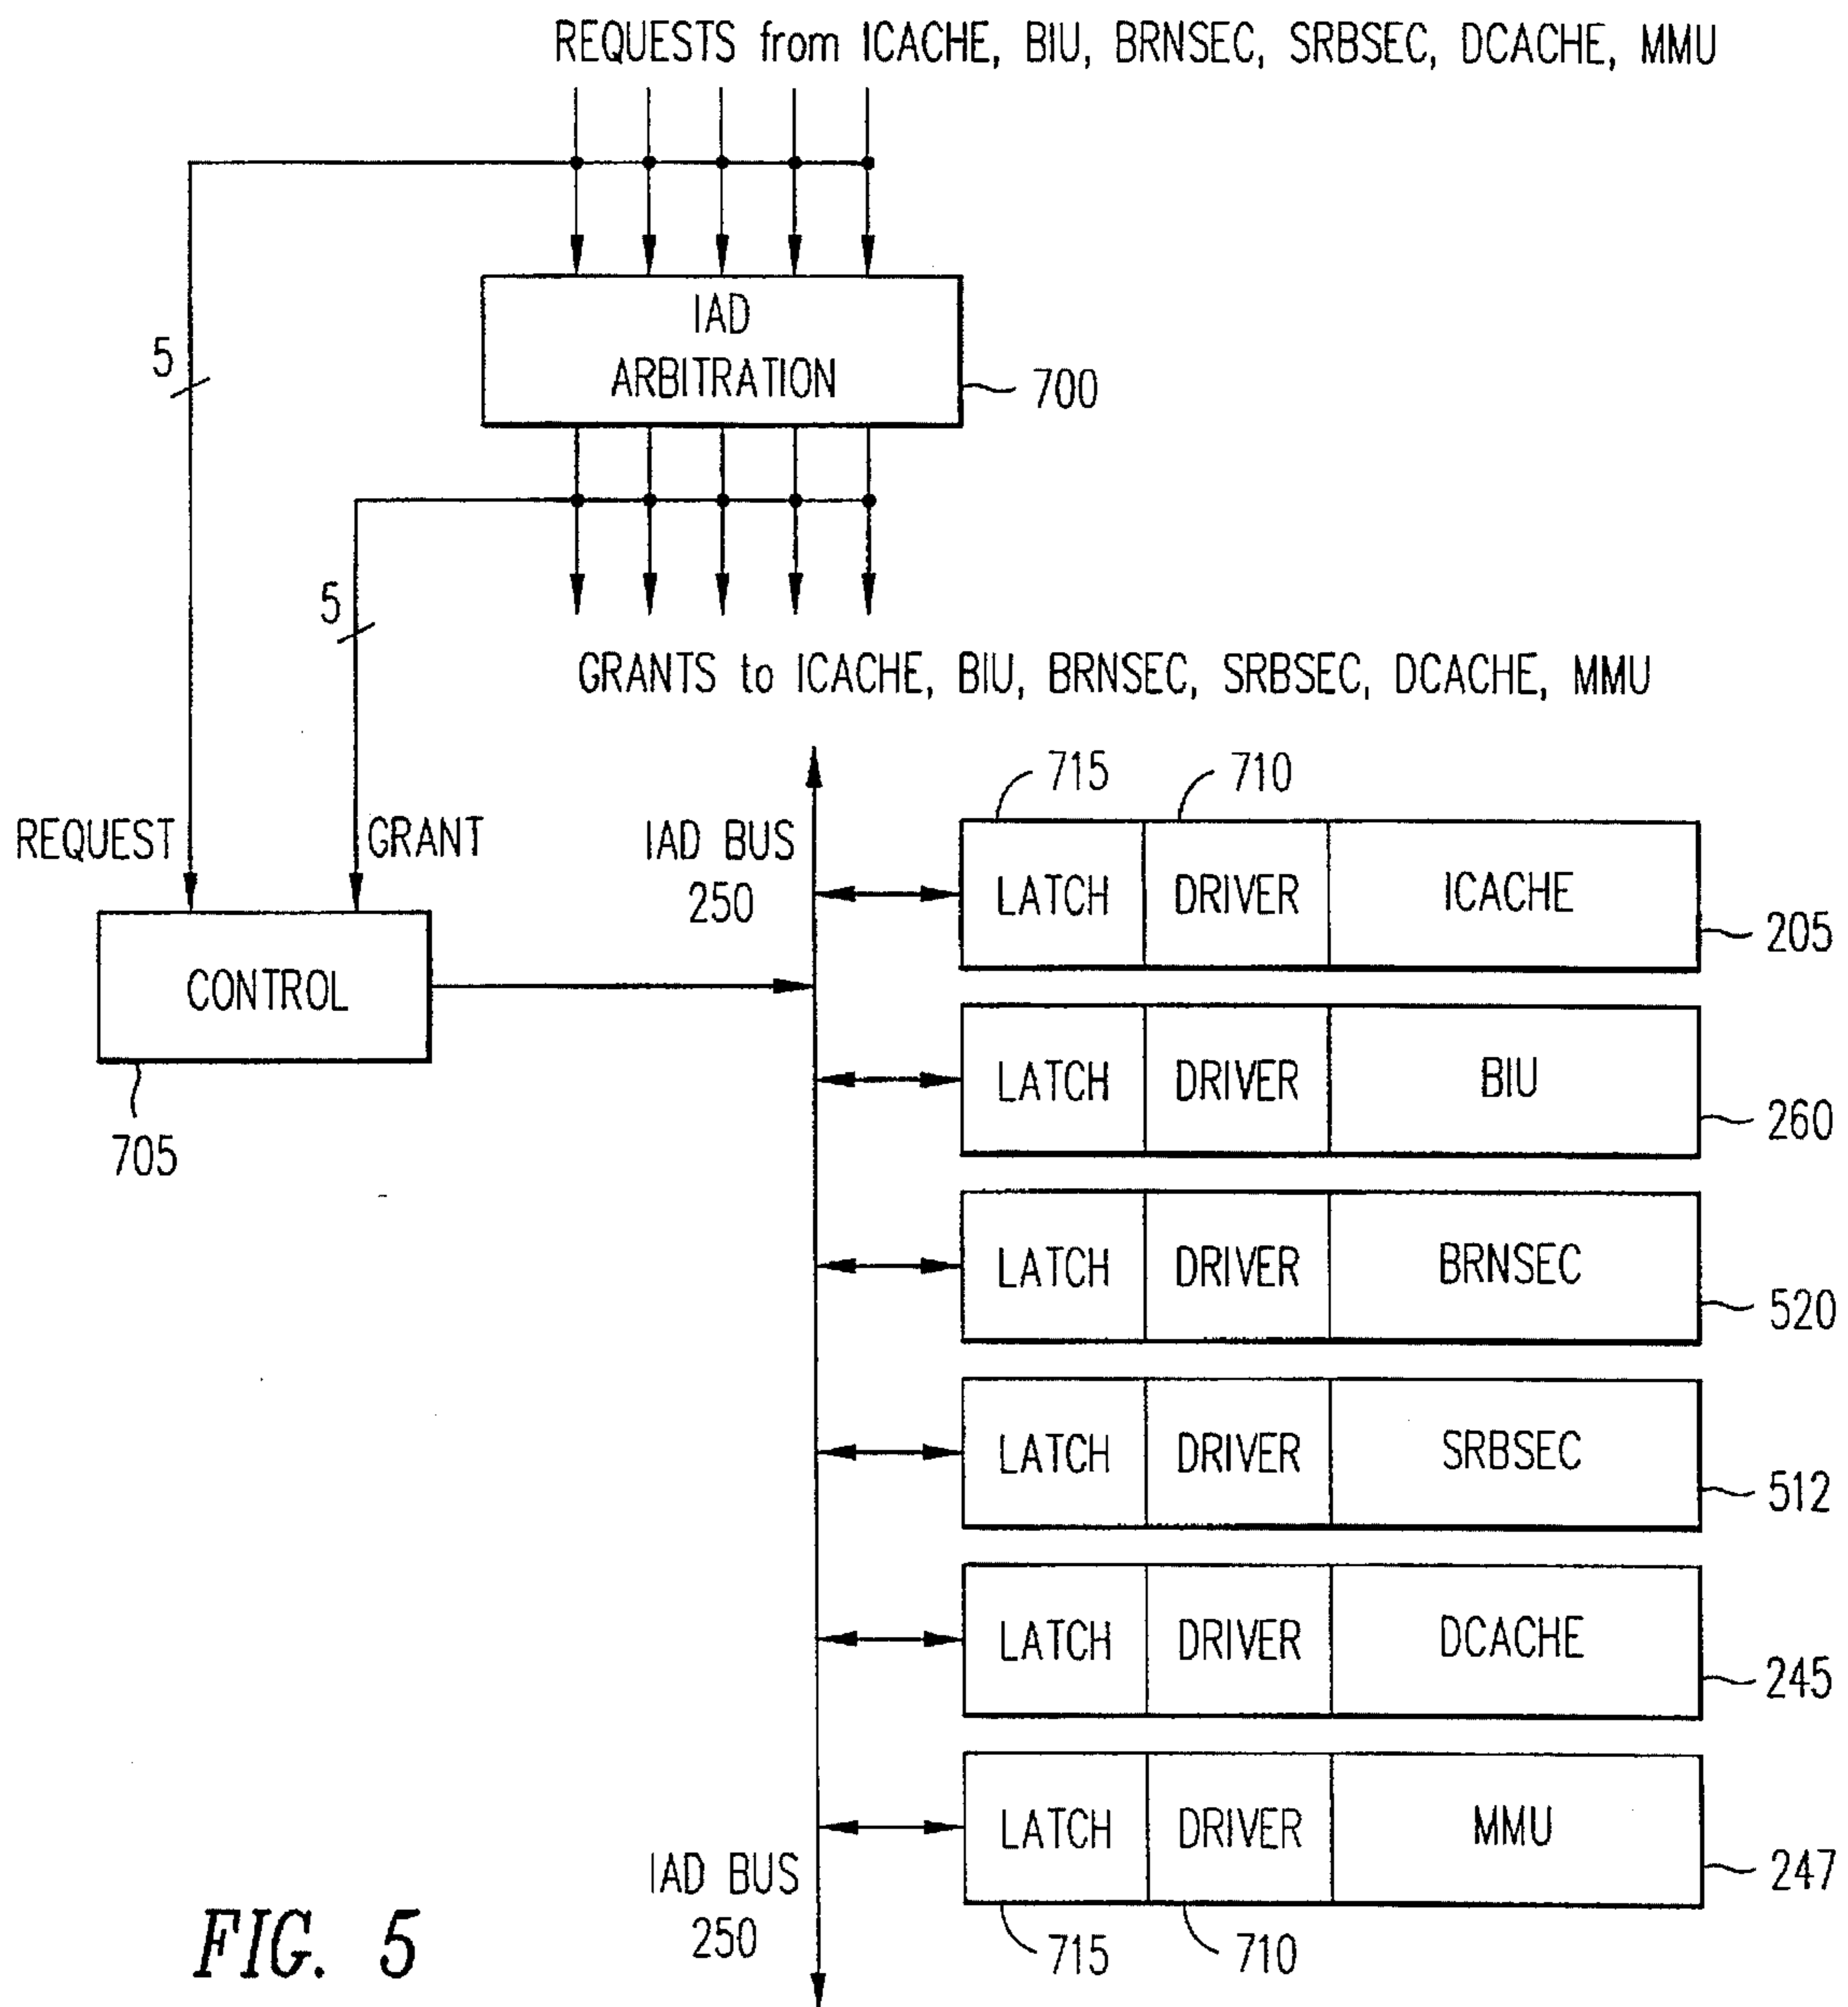 REQUESTS from ICACHE, BIU, BRNSEC, SRBSEC, DCACHE, MMU
IAD
ARBITRATION
700
5
5
GRANTS to ICACHE, BIU, BRNSEC, SRBSEC, DCACHE, MMU
REQUEST
GRANT
CONTROL
705
IAD BUS
250
715
710
LATCH DRIVER ICACHE
205
LATCH DRIVER BIU
260
LATCH DRIVER BRNSEC
520
LATCH DRIVER SRBSEC
512
LATCH DRIVER DCACHE
245
LATCH DRIVER MMU
247
IAD BUS
250
715
710
FIG. 5